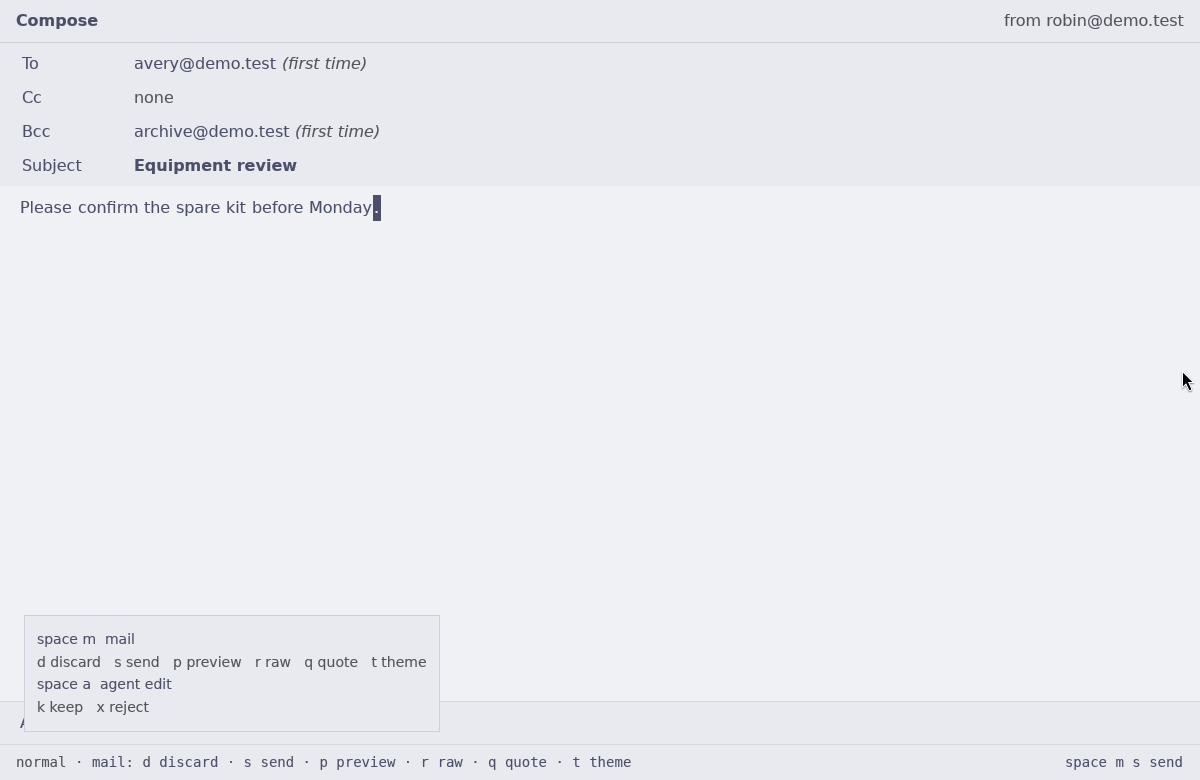 Compose from robin@demo.test
To avery@demo.test (first time)
Cc none
Bcc archive@demo.test (first time)
Subject Equipment review
Please confirm the spare kit before Monday.
space m mail
d discard s send p preview r raw q quote t theme
space a agent edit
k keep x reject
normal · mail: d discard · s send · p preview · r raw · q quote · t theme space m s send